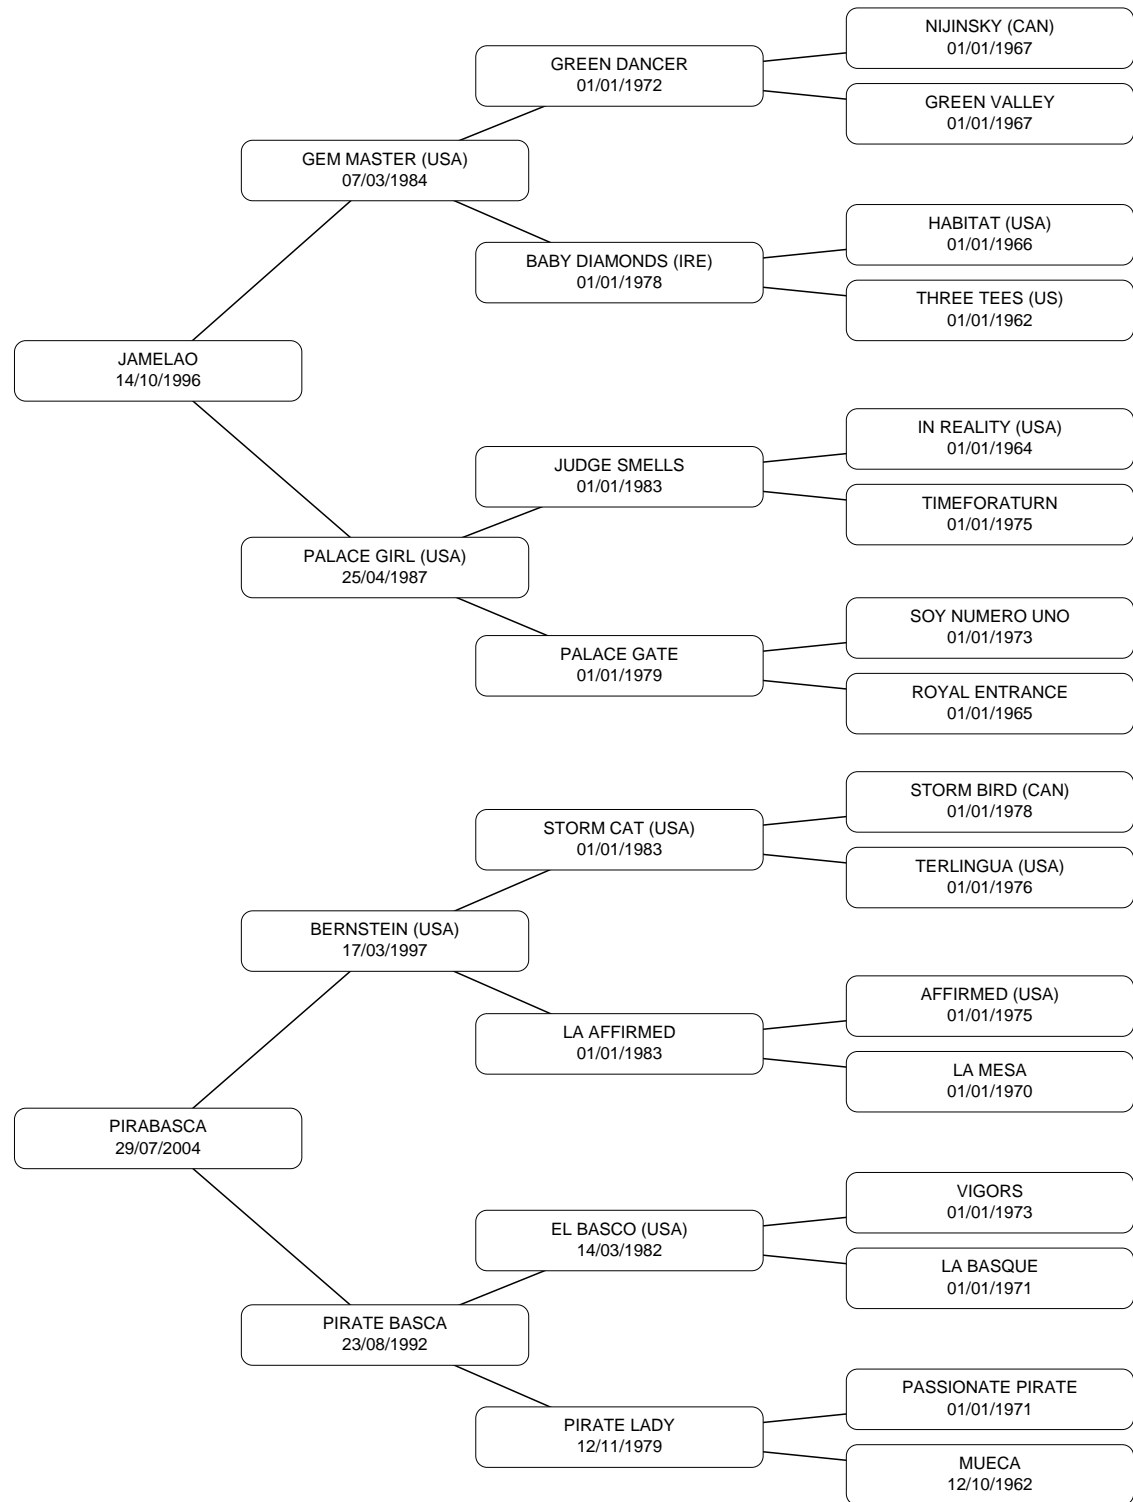 NIJINSKY (CAN)
01/01/1967
GREEN DANCER
01/01/1972
GREEN VALLEY
01/01/1967
GEM MASTER (USA)
07/03/1984
HABITAT (USA)
01/01/1966
BABY DIAMONDS (IRE)
01/01/1978
THREE TEES (US)
01/01/1962
JAMELAO
14/10/1996
IN REALITY (USA)
01/01/1964
JUDGE SMELLS
01/01/1983
TIMEFORATURN
01/01/1975
PALACE GIRL (USA)
25/04/1987
SOY NUMERO UNO
01/01/1973
PALACE GATE
01/01/1979
ROYAL ENTRANCE
01/01/1965
STORM BIRD (CAN)
01/01/1978
STORM CAT (USA)
01/01/1983
TERLINGUA (USA)
01/01/1976
BERNSTEIN (USA)
17/03/1997
AFFIRMED (USA)
01/01/1975
LA AFFIRMED
01/01/1983
LA MESA
01/01/1970
PIRABASCA
29/07/2004
VIGORS
01/01/1973
EL BASCO (USA)
14/03/1982
LA BASQUE
01/01/1971
PIRATE BASCA
23/08/1992
PASSIONATE PIRATE
01/01/1971
PIRATE LADY
12/11/1979
MUECA
12/10/1962